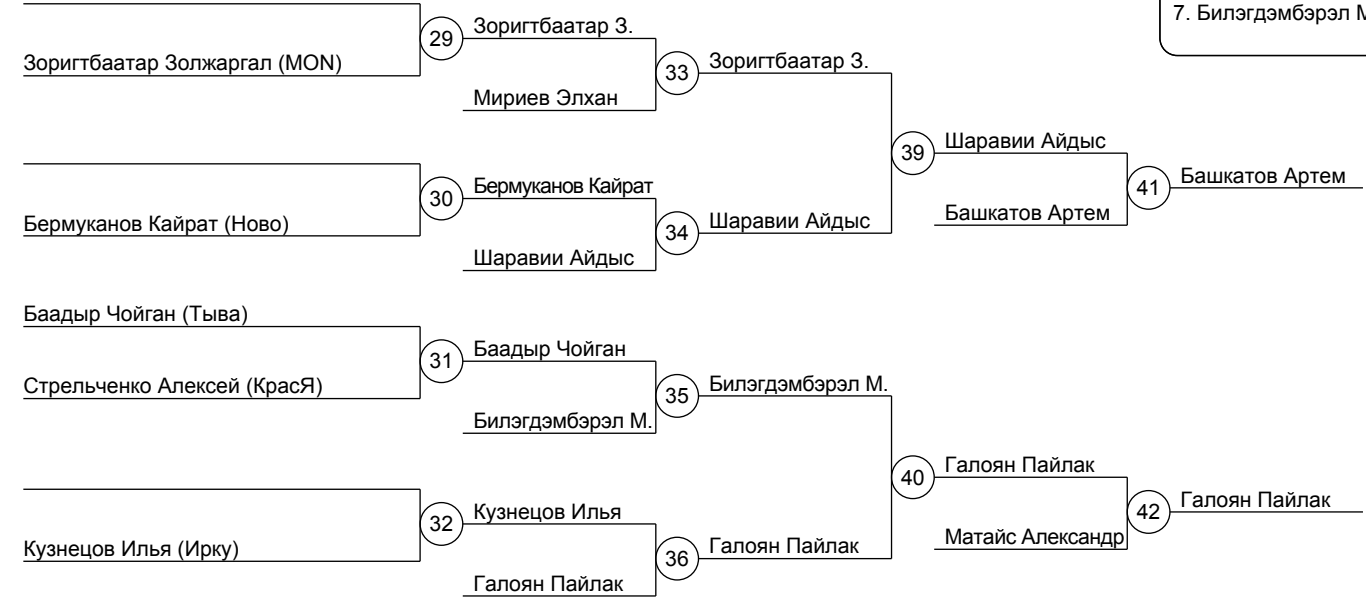 7. Билэгдэмбэрэл М
29
Зоригтбаатар З.
Зоригтбаатар Золжаргал (MON)
33
Зоригтбаатар З.
Мириев Элхан
39
Шаравии Айдыс
30
Бермуканов Кайрат
41
Башкатов Артем
Бермуканов Кайрат (Ново)
34
Шаравии Айдыс
Башкатов Артем
Шаравии Айдыс
Баадыр Чойган (Тыва)
31
Баадыр Чойган
Стрельченко Алексей (КрасЯ)
35
Билэгдэмбэрэл М.
Билэгдэмбэрэл М.
40
Галоян Пайлак
32
Кузнецов Илья
42
Галоян Пайлак
Кузнецов Илья (Ирку)
36
Галоян Пайлак
Матайс Александр
Галоян Пайлак